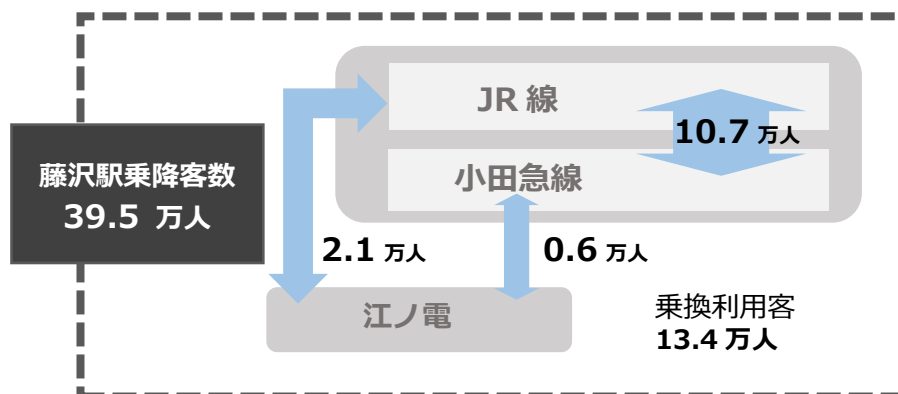 JR 線
10.7 万人
小田急線
藤沢駅乗降客数
39.5 万人
2.1 万人
0.6 万人
江ノ電
乗換利用客
13.4 万人